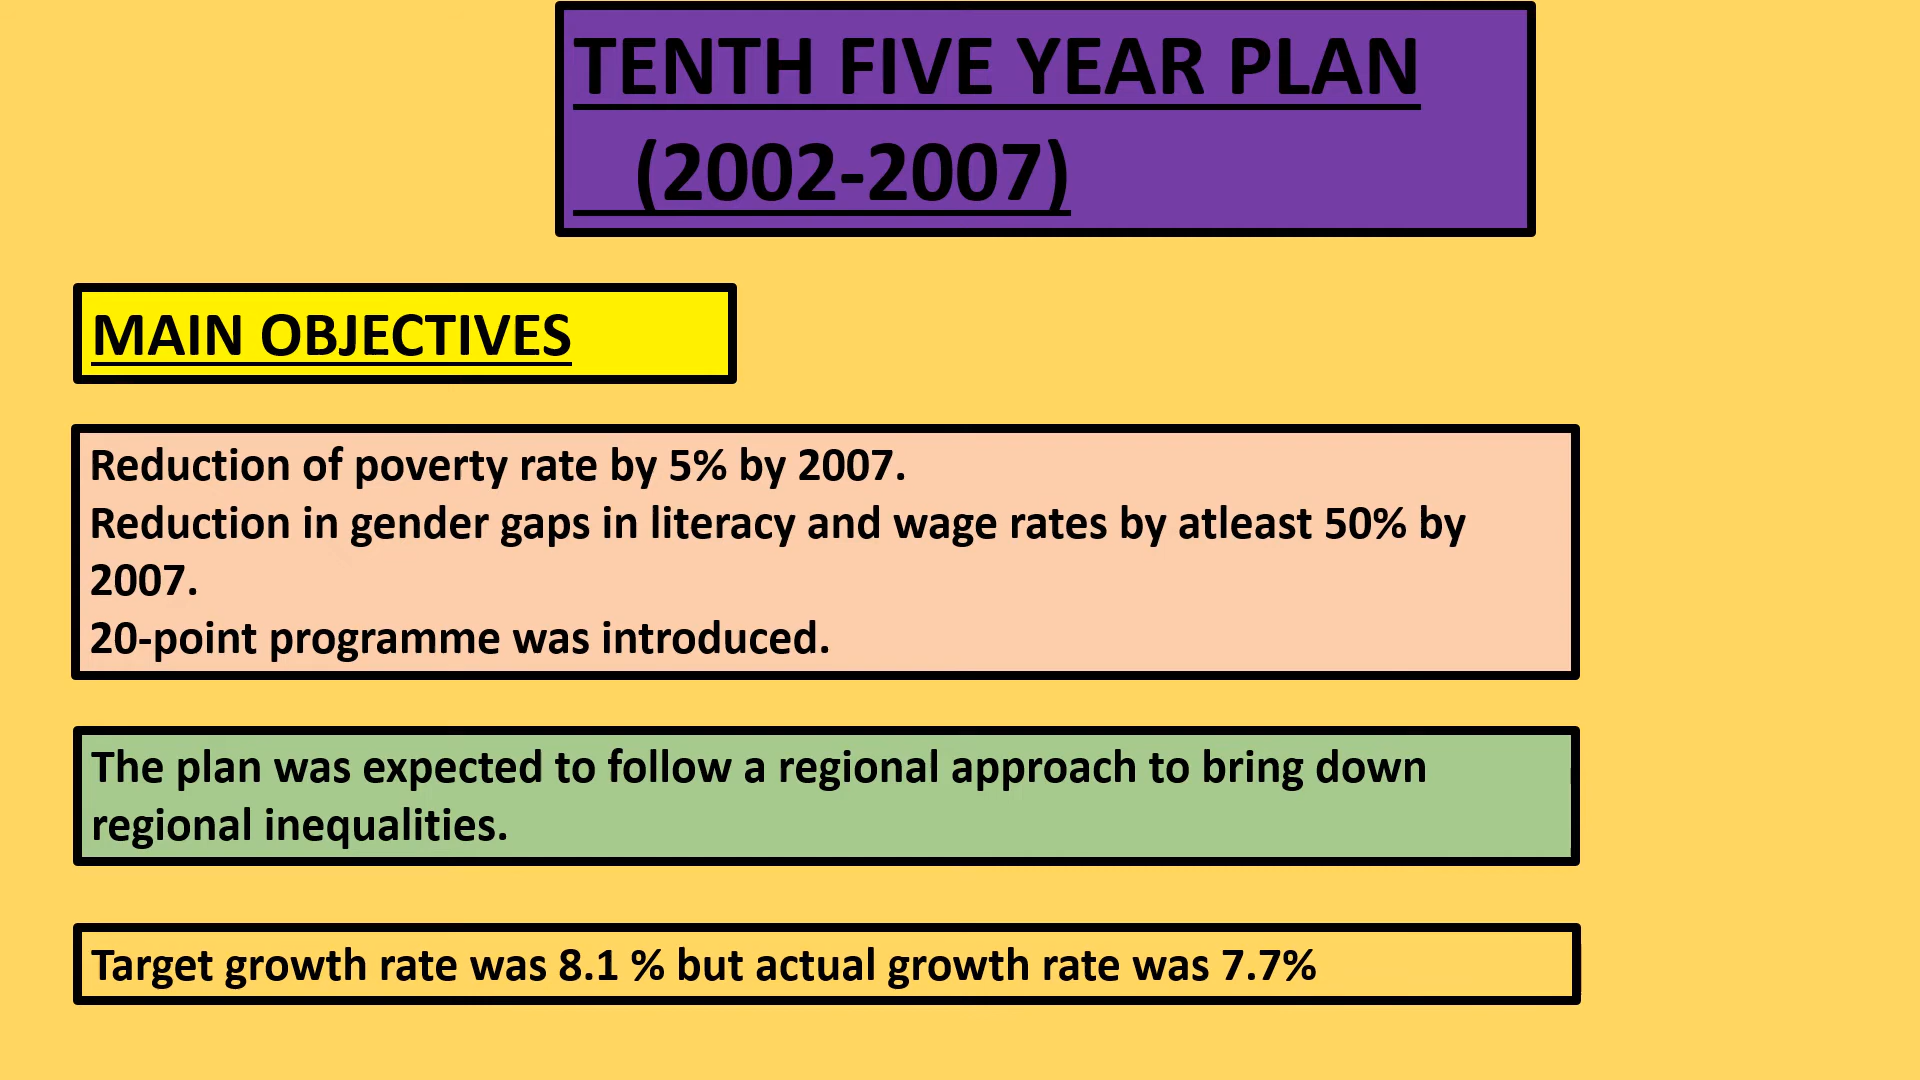 TENTH FIVE YEAR PLAN
(2002-2007)
MAIN OBJECTIVES
Reduction of poverty rate by 5% by 2007.
Reduction in gender gaps in literacy and wage rates by atleast 50% by
2007.
20-point programme was introduced.
The plan was expected to follow a regional approach to bring down
regional inequalities.
Target growth rate was 8.1 % but actual growth rate was 7.7%